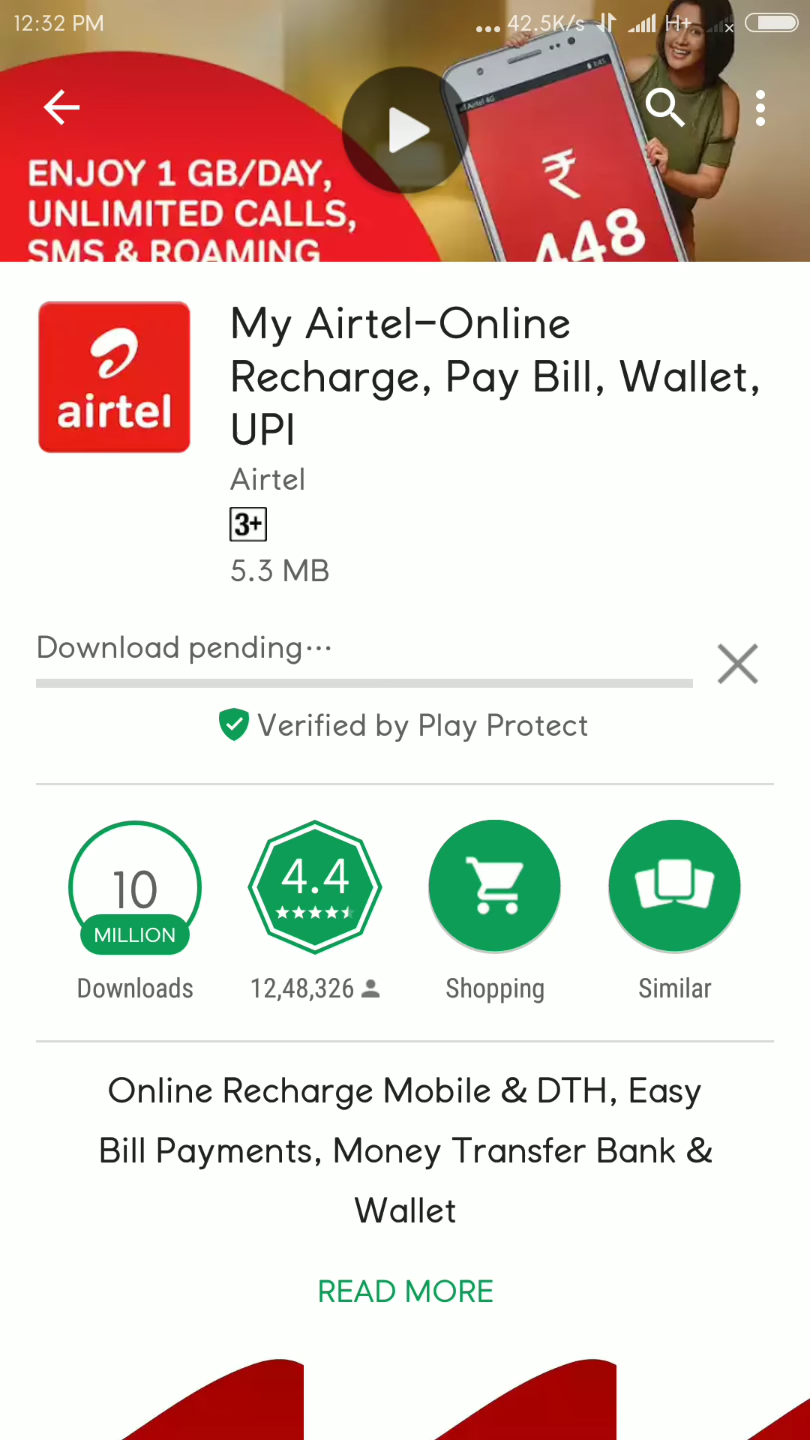 12:32 PM
... 42.5K/s H+
Airtel 4G
ENJOY 1 GB/DAY,
UNLIMITED CALLS,
SMS & ROAMING
₹
448
airtel
My Airtel-Online
Recharge, Pay Bill, Wallet,
UPI
Airtel
3+
5.3 MB
Download pending...
Verified by Play Protect
10
MILLION
Downloads
4.4
12,48,326
Shopping
Similar
Online Recharge Mobile & DTH, Easy
Bill Payments, Money Transfer Bank &
Wallet
READ MORE